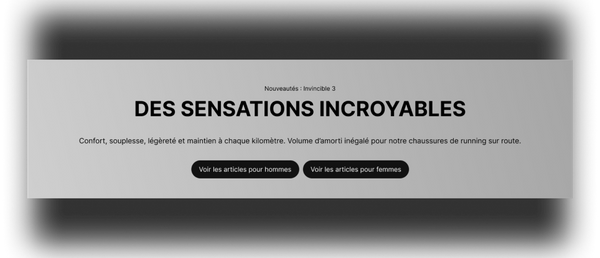 Nouveautés : Invincible 3
DES SENSATIONS INCROYABLES
Confort, souplesse, légèreté et maintien à chaque kilomètre. Volume d'amorti inégalé pour notre chaussures de running sur route.
Voir les articles pour hommes
Voir les articles pour femmes